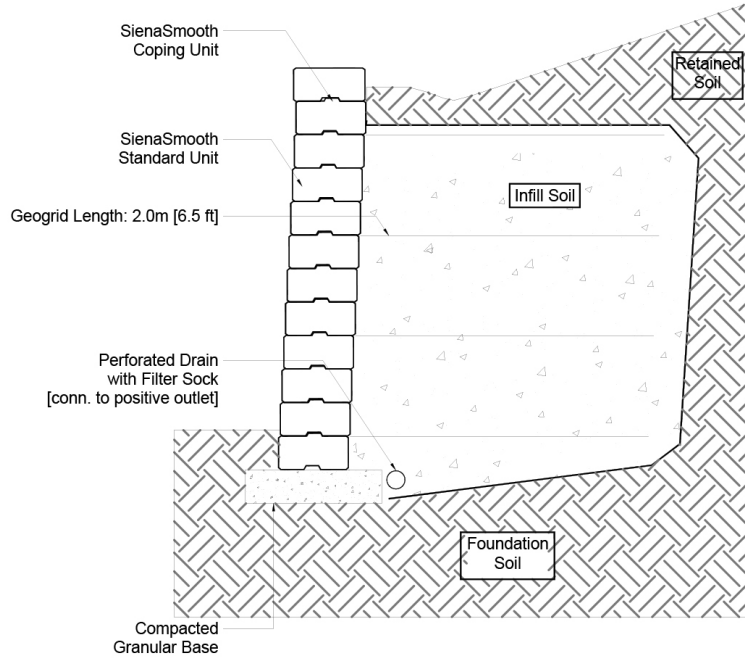 SienaSmooth
Coping Unit
Retained
Soil
SienaSmooth
Standard Unit
Infill Soil
Geogrid Length: 2.0m [6.5 ft]
Perforated Drain
with Filter Sock
[conn. to positive outlet]
Foundation
Soil
Compacted
Granular Base